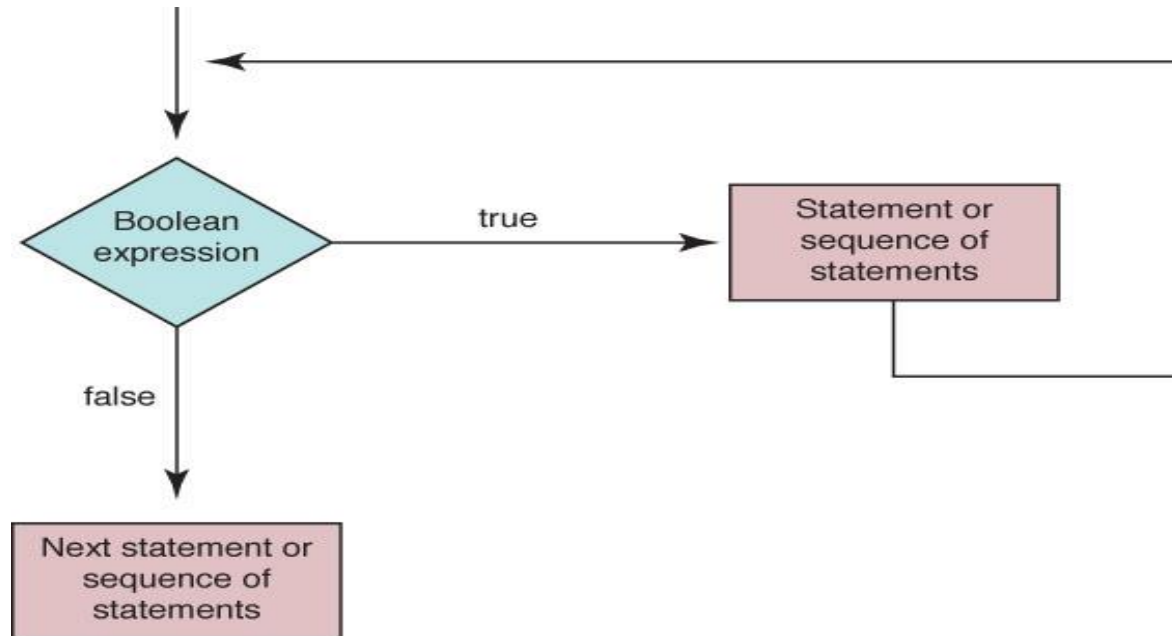 Boolean
expression
true
Statement or
sequence of
statements
false
Next statement or
sequence of
statements